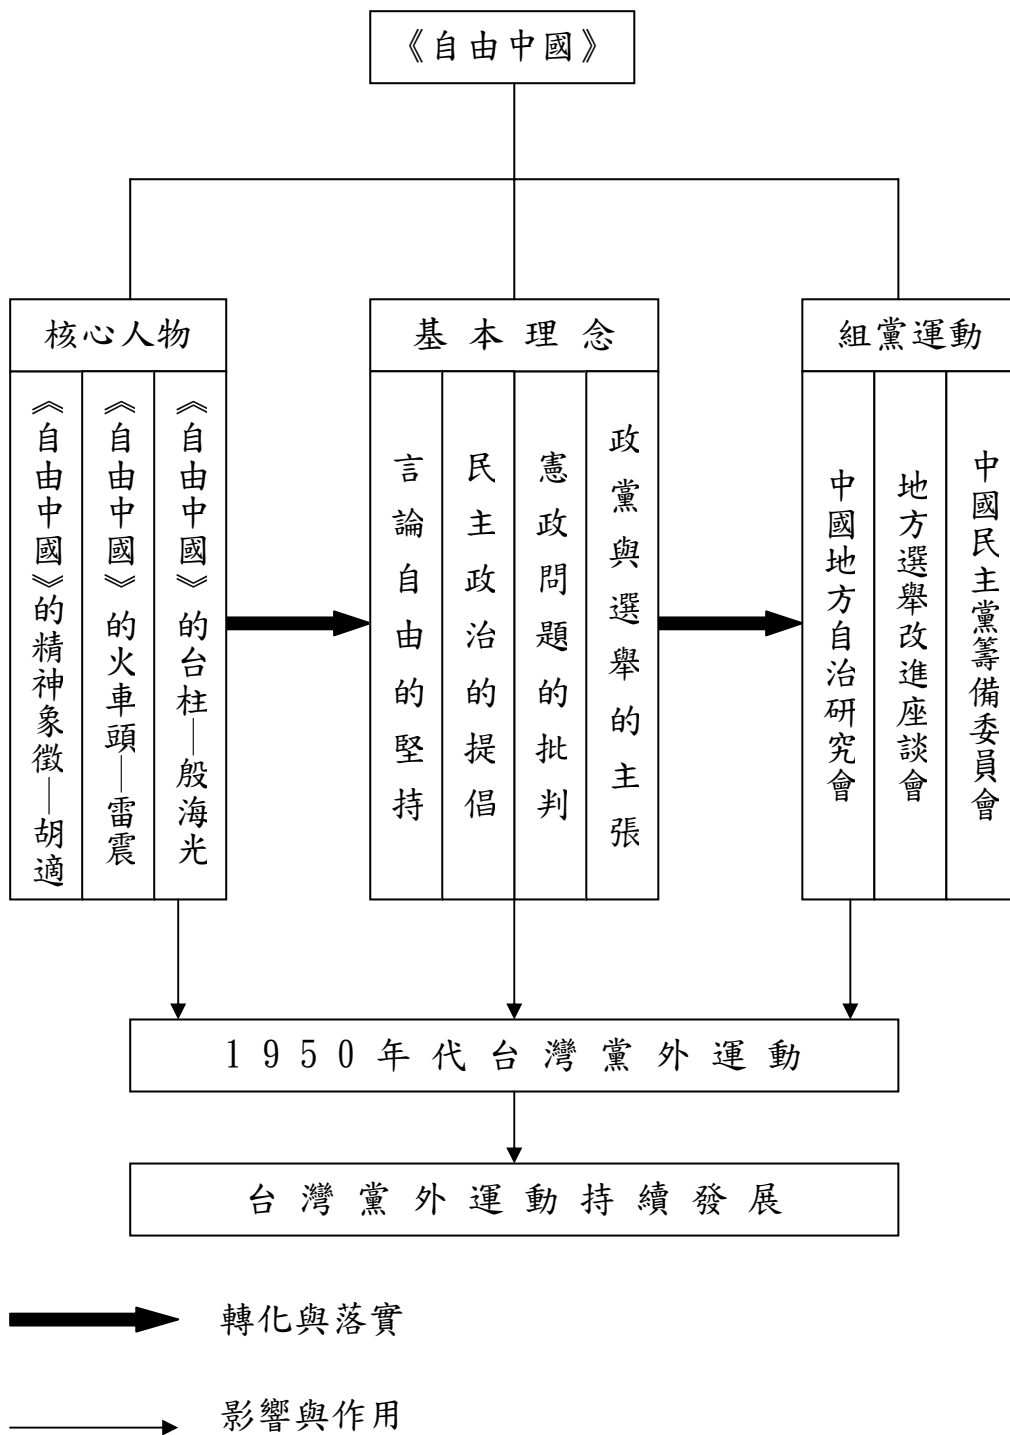 《自由中國》
核心人物
《自由中國》的精神象徵——胡適
《自由中國》的火車頭——雷震
《自由中國》的台柱——殷海光
基本理念
言論自由的堅持
民主政治的提倡
憲政問題的批判
政黨與選舉的主張
組黨運動
中國地方自治研究會
地方選舉改進座談會
中國民主黨籌備委員會
1950年代台灣黨外運動
台灣黨外運動持續發展
轉化與落實
影響與作用